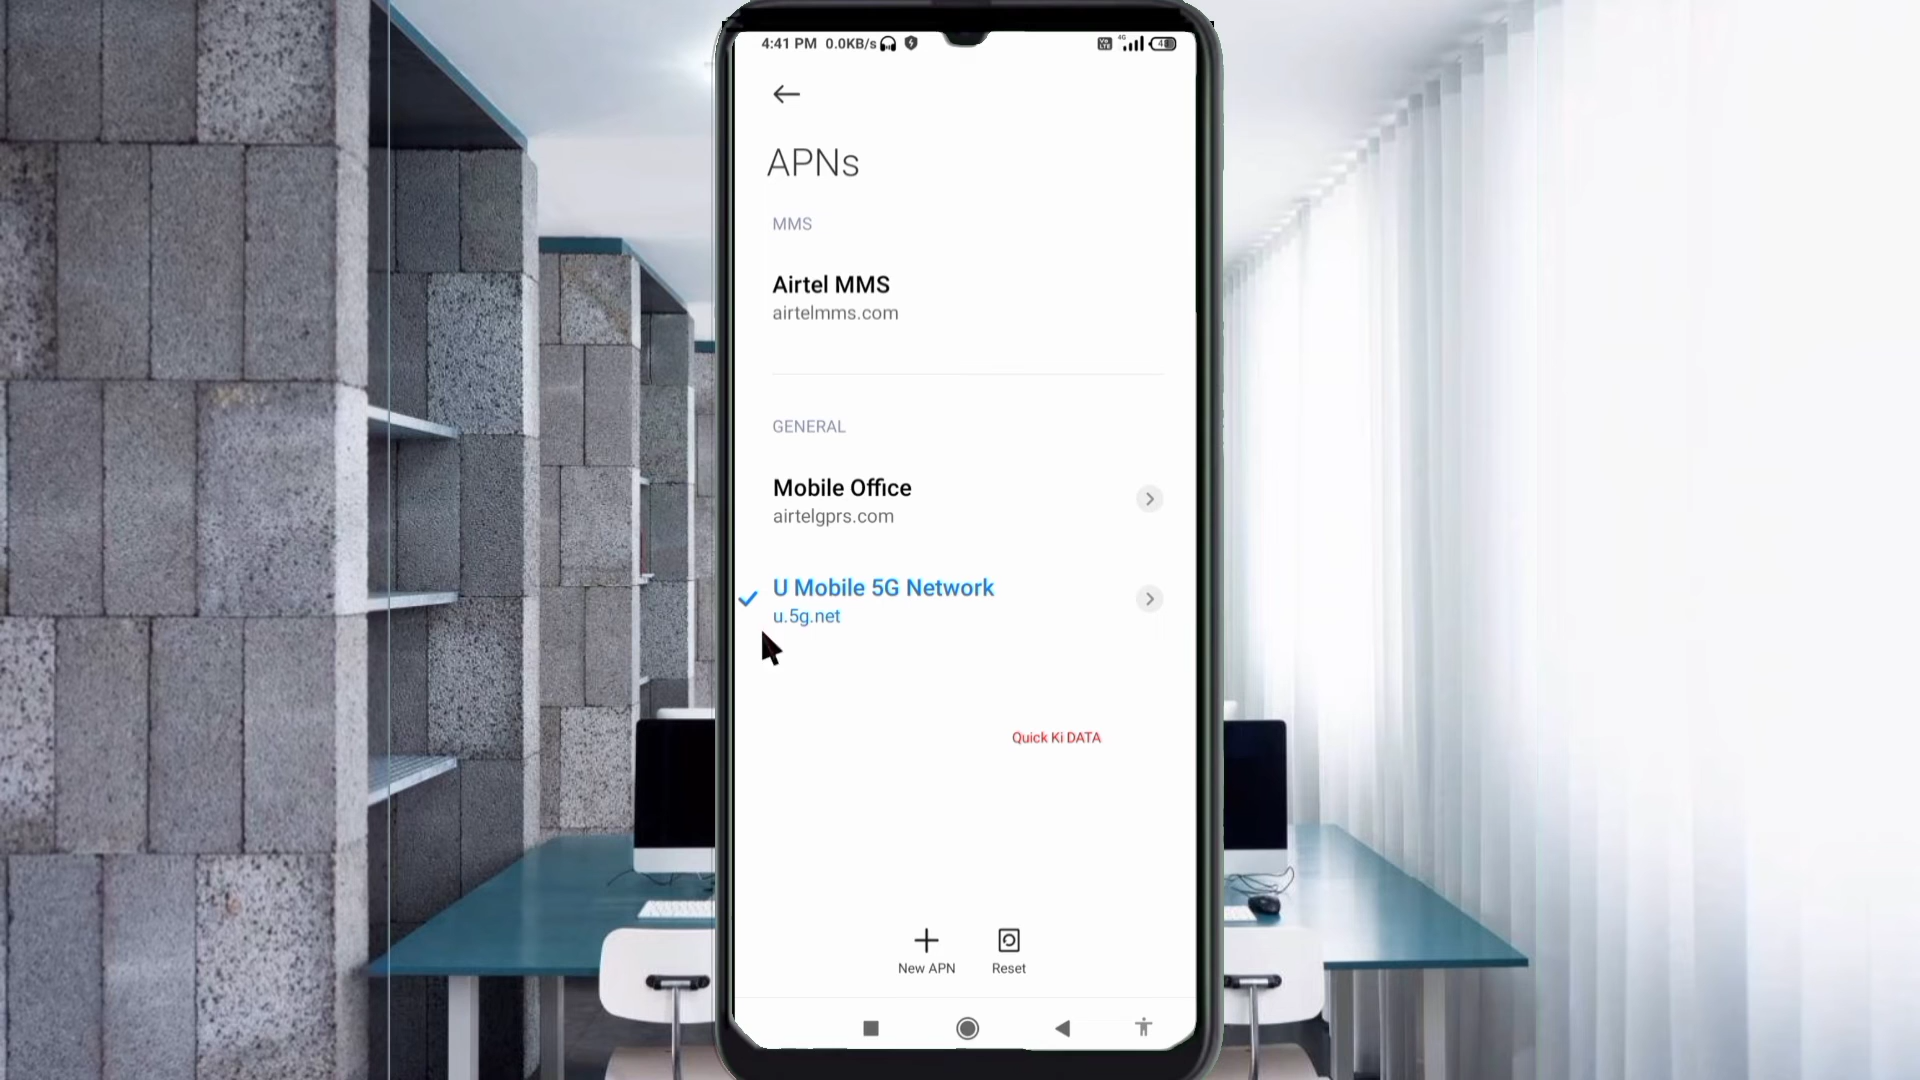 4:41 PM 0.0KB/s
4G
APNs
MMS
Airtel MMS
airtelmms.com
GENERAL
Mobile Office
airtelgprs.com
U Mobile 5G Network
u.5g.net
Quick Ki DATA
New APN
Reset